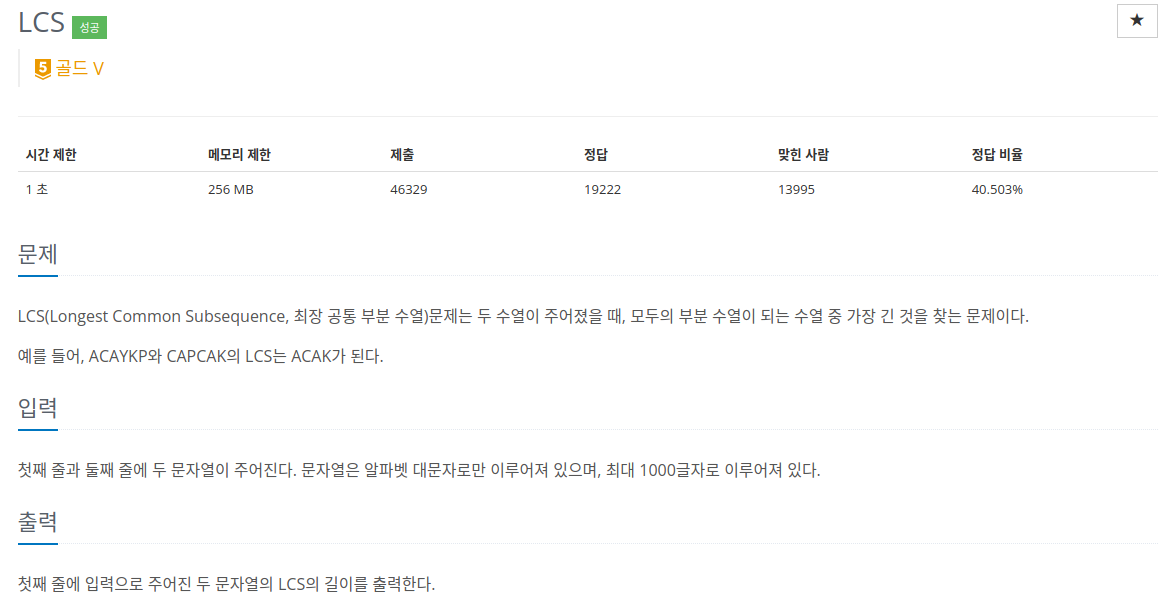 LCS 성공
★
5 골드 V
시간 제한 메모리 제한 제출 정답 맞힌 사람 정답 비율
1 초 256 MB 46329 19222 13995 40.503%
문제
LCS(Longest Common Subsequence, 최장 공통 부분 수열)문제는 두 수열이 주어졌을 때, 모두의 부분 수열이 되는 수열 중 가장 긴 것을 찾는 문제이다.
예를 들어, ACAYKP와 CAPCAK의 LCS는 ACAK가 된다.
입력
첫째 줄과 둘째 줄에 두 문자열이 주어진다. 문자열은 알파벳 대문자로만 이루어져 있으며, 최대 1000글자로 이루어져 있다.
출력
첫째 줄에 입력으로 주어진 두 문자열의 LCS의 길이를 출력한다.